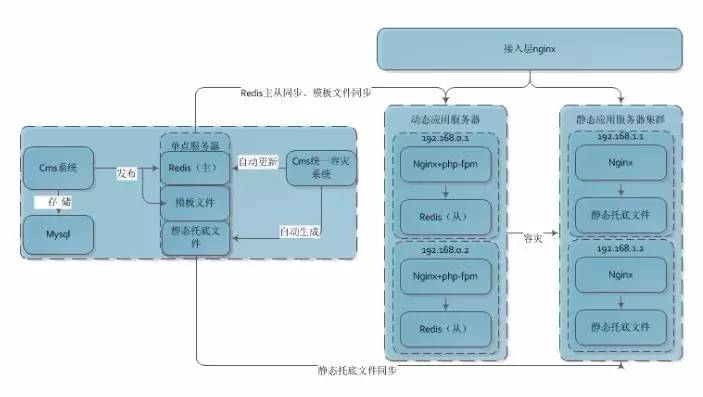 接入层nginx
Redis主从同步、模板文件同步
动态应用服务器
静态应用服务器集群
单点服务器
192.168.0.1
192.168.1.1
Cms系统
发布
Redis（主）
自动更新
Cms统一容灾
系统
Nginx+php-fpm
Nginx
存 储
模板文件
Redis（从）
静态托底文件
Mysql
静态托底文
件
自动生成
容灾
192.168.0.2
192.168.1.2
Nginx+php-fpm
Nginx
Redis（从）
静态托底文件
静态托底文件同步